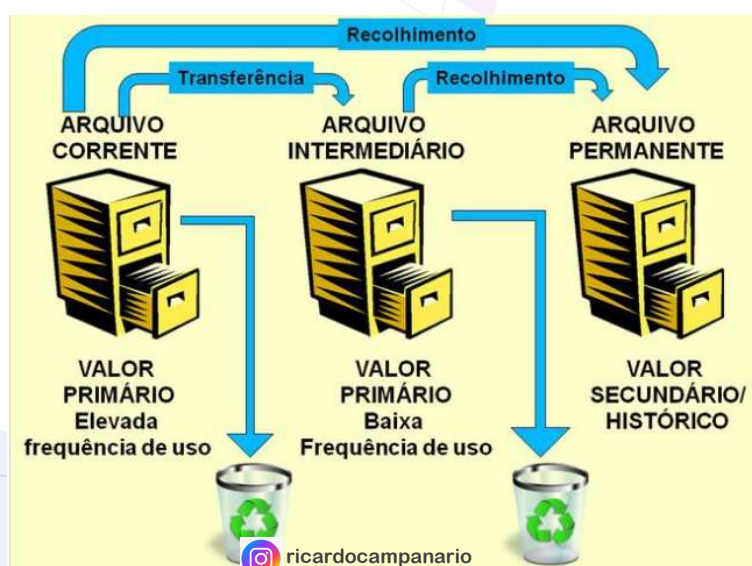 Recolhimento
Transferência
Recolhimento
ARQUIVO
CORRENTE
ARQUIVO
INTERMEDIÁRIO
ARQUIVO
PERMANENTE
VALOR
PRIMÁRIO
Elevada
frequência de uso
VALOR
PRIMÁRIO
Baixa
Frequência de uso
VALOR
SECUNDÁRIO/
HISTÓRICO
ricardocampanario